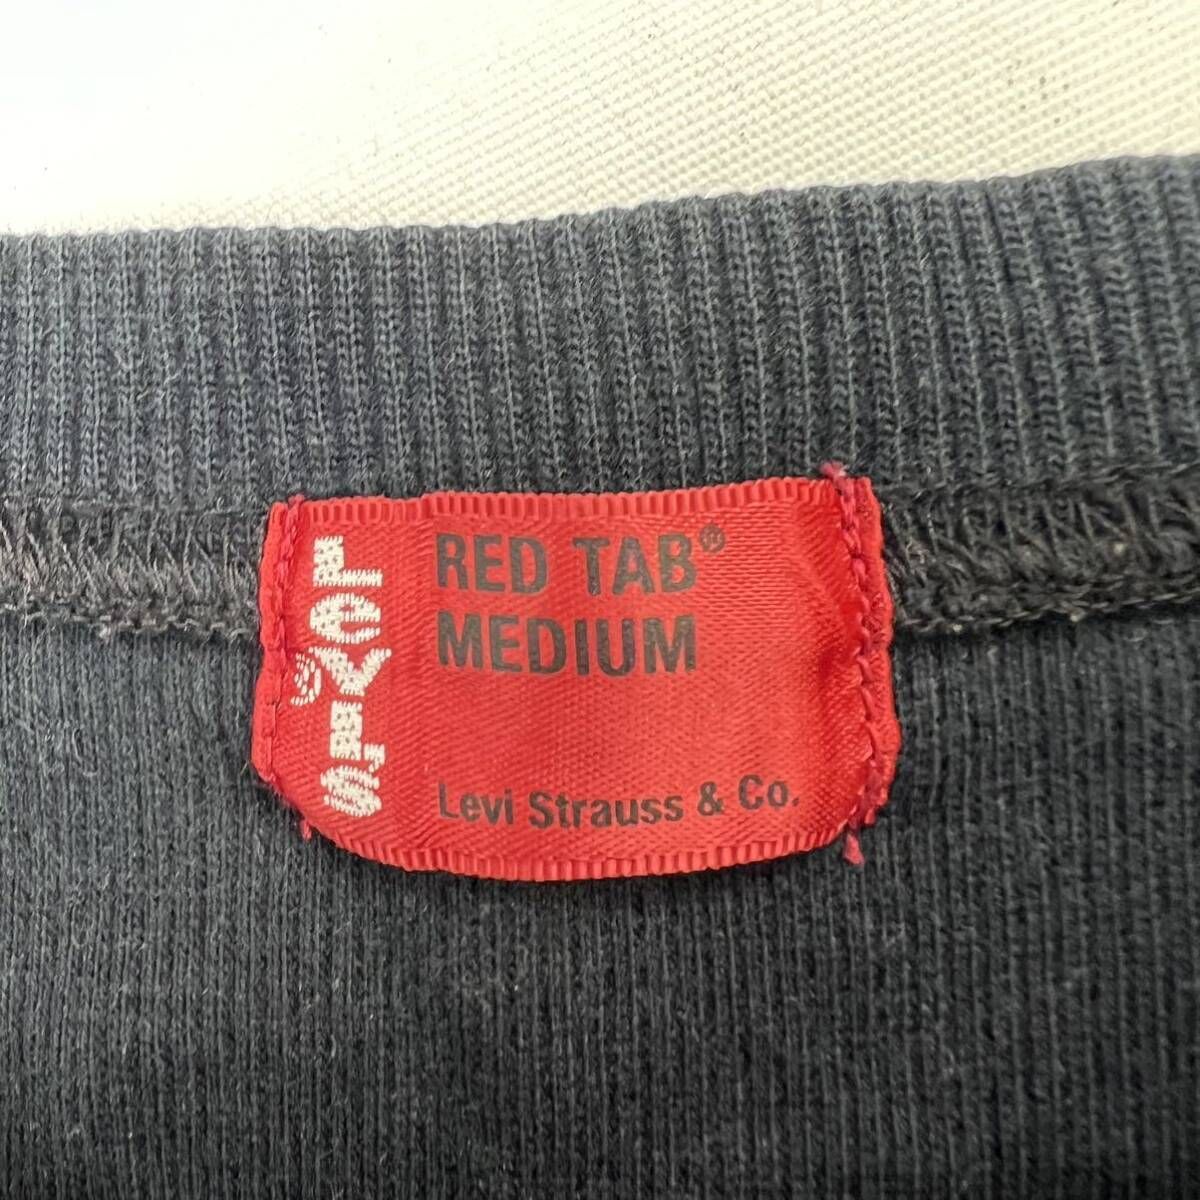 Levi's®
RED TAB®
MEDIUM
Levi Strauss & Co.